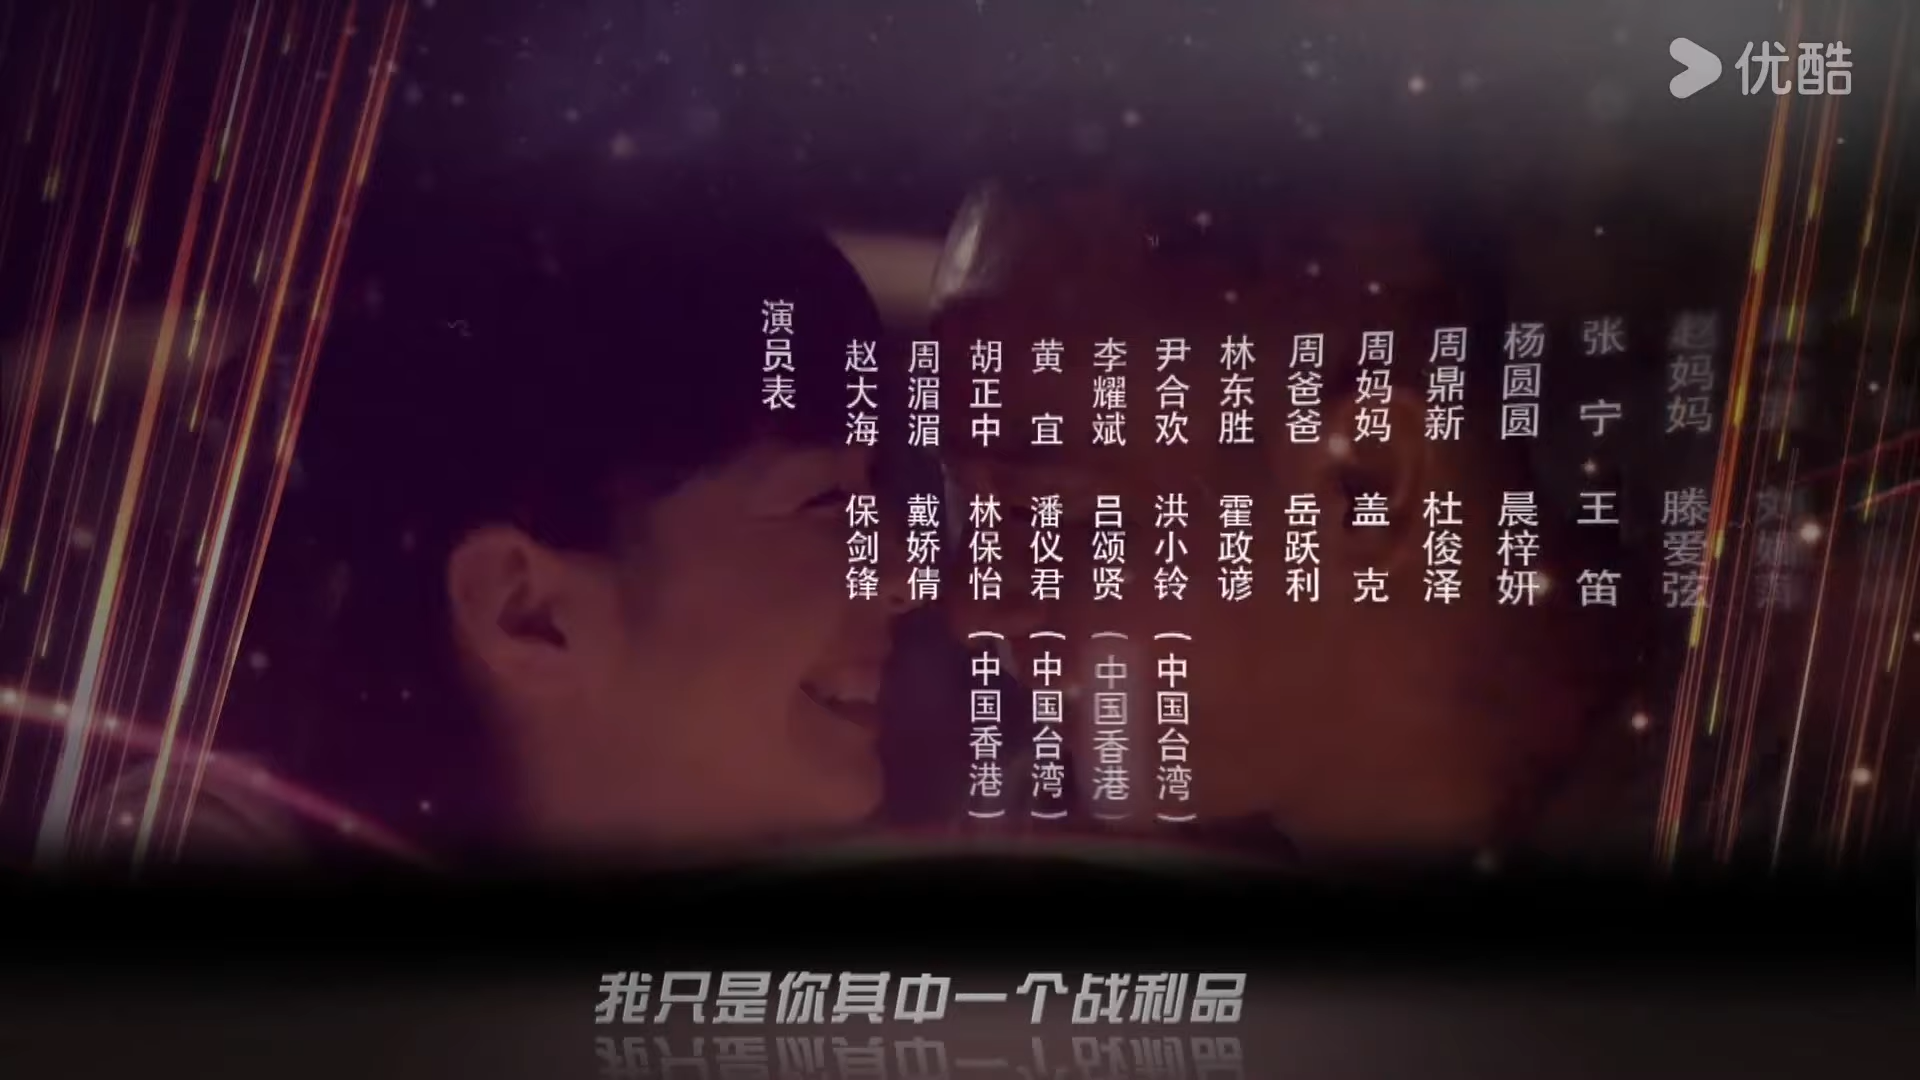 优酷
演员表
赵大海 保剑锋
周湄湄 戴娇倩
胡正中 林保怡（中国香港）
黄宜 潘仪君（中国台湾）
李耀斌 吕颂贤（中国香港）
尹合欢 洪小铃（中国台湾）
林东胜 霍政谚
周爸爸 岳跃利
周妈妈 盖克
周鼎新 杜俊泽
杨圆圆 晨梓妍
张宁 王笛
赵妈妈 滕爱弦
我只是你其中一个战利品